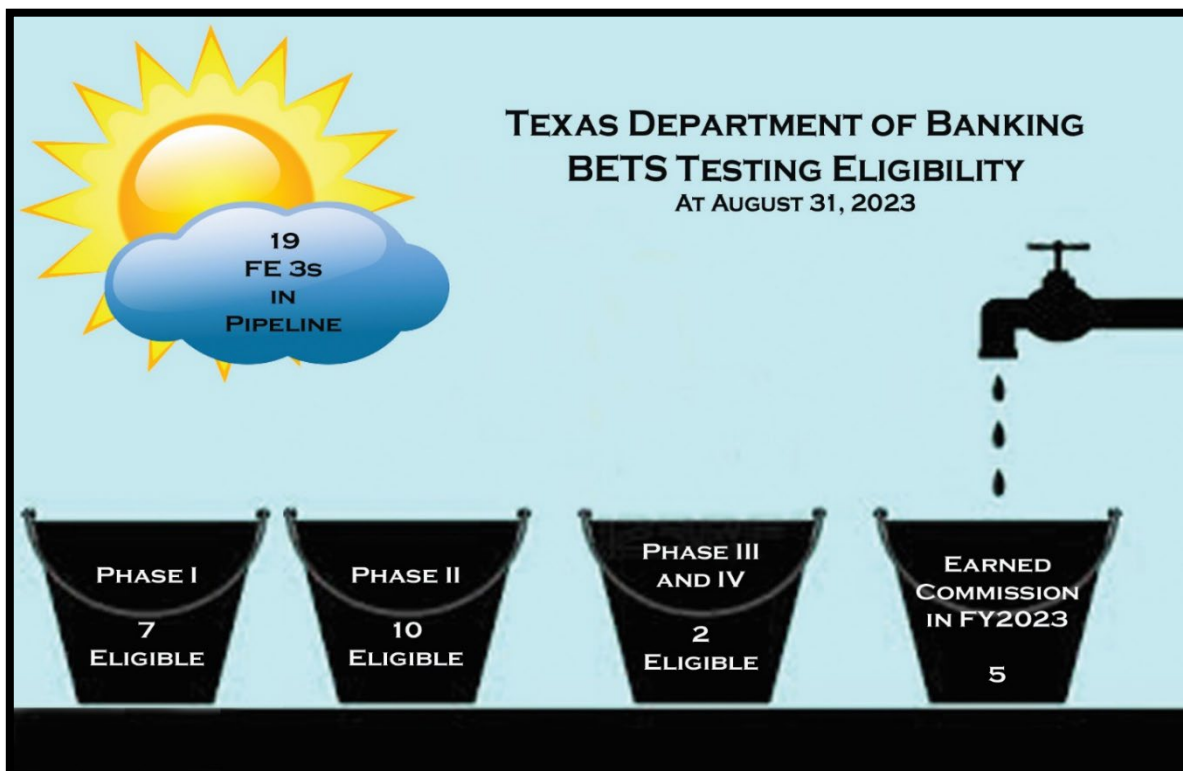 TEXAS DEPARTMENT OF BANKING
BETS TESTING ELIGIBILITY
AT AUGUST 31, 2023
19
FE 3S
IN
PIPELINE
PHASE I
7
ELIGIBLE
PHASE II
10
ELIGIBLE
PHASE III
AND IV
2
ELIGIBLE
EARNED
COMMISSION
IN FY2023
5